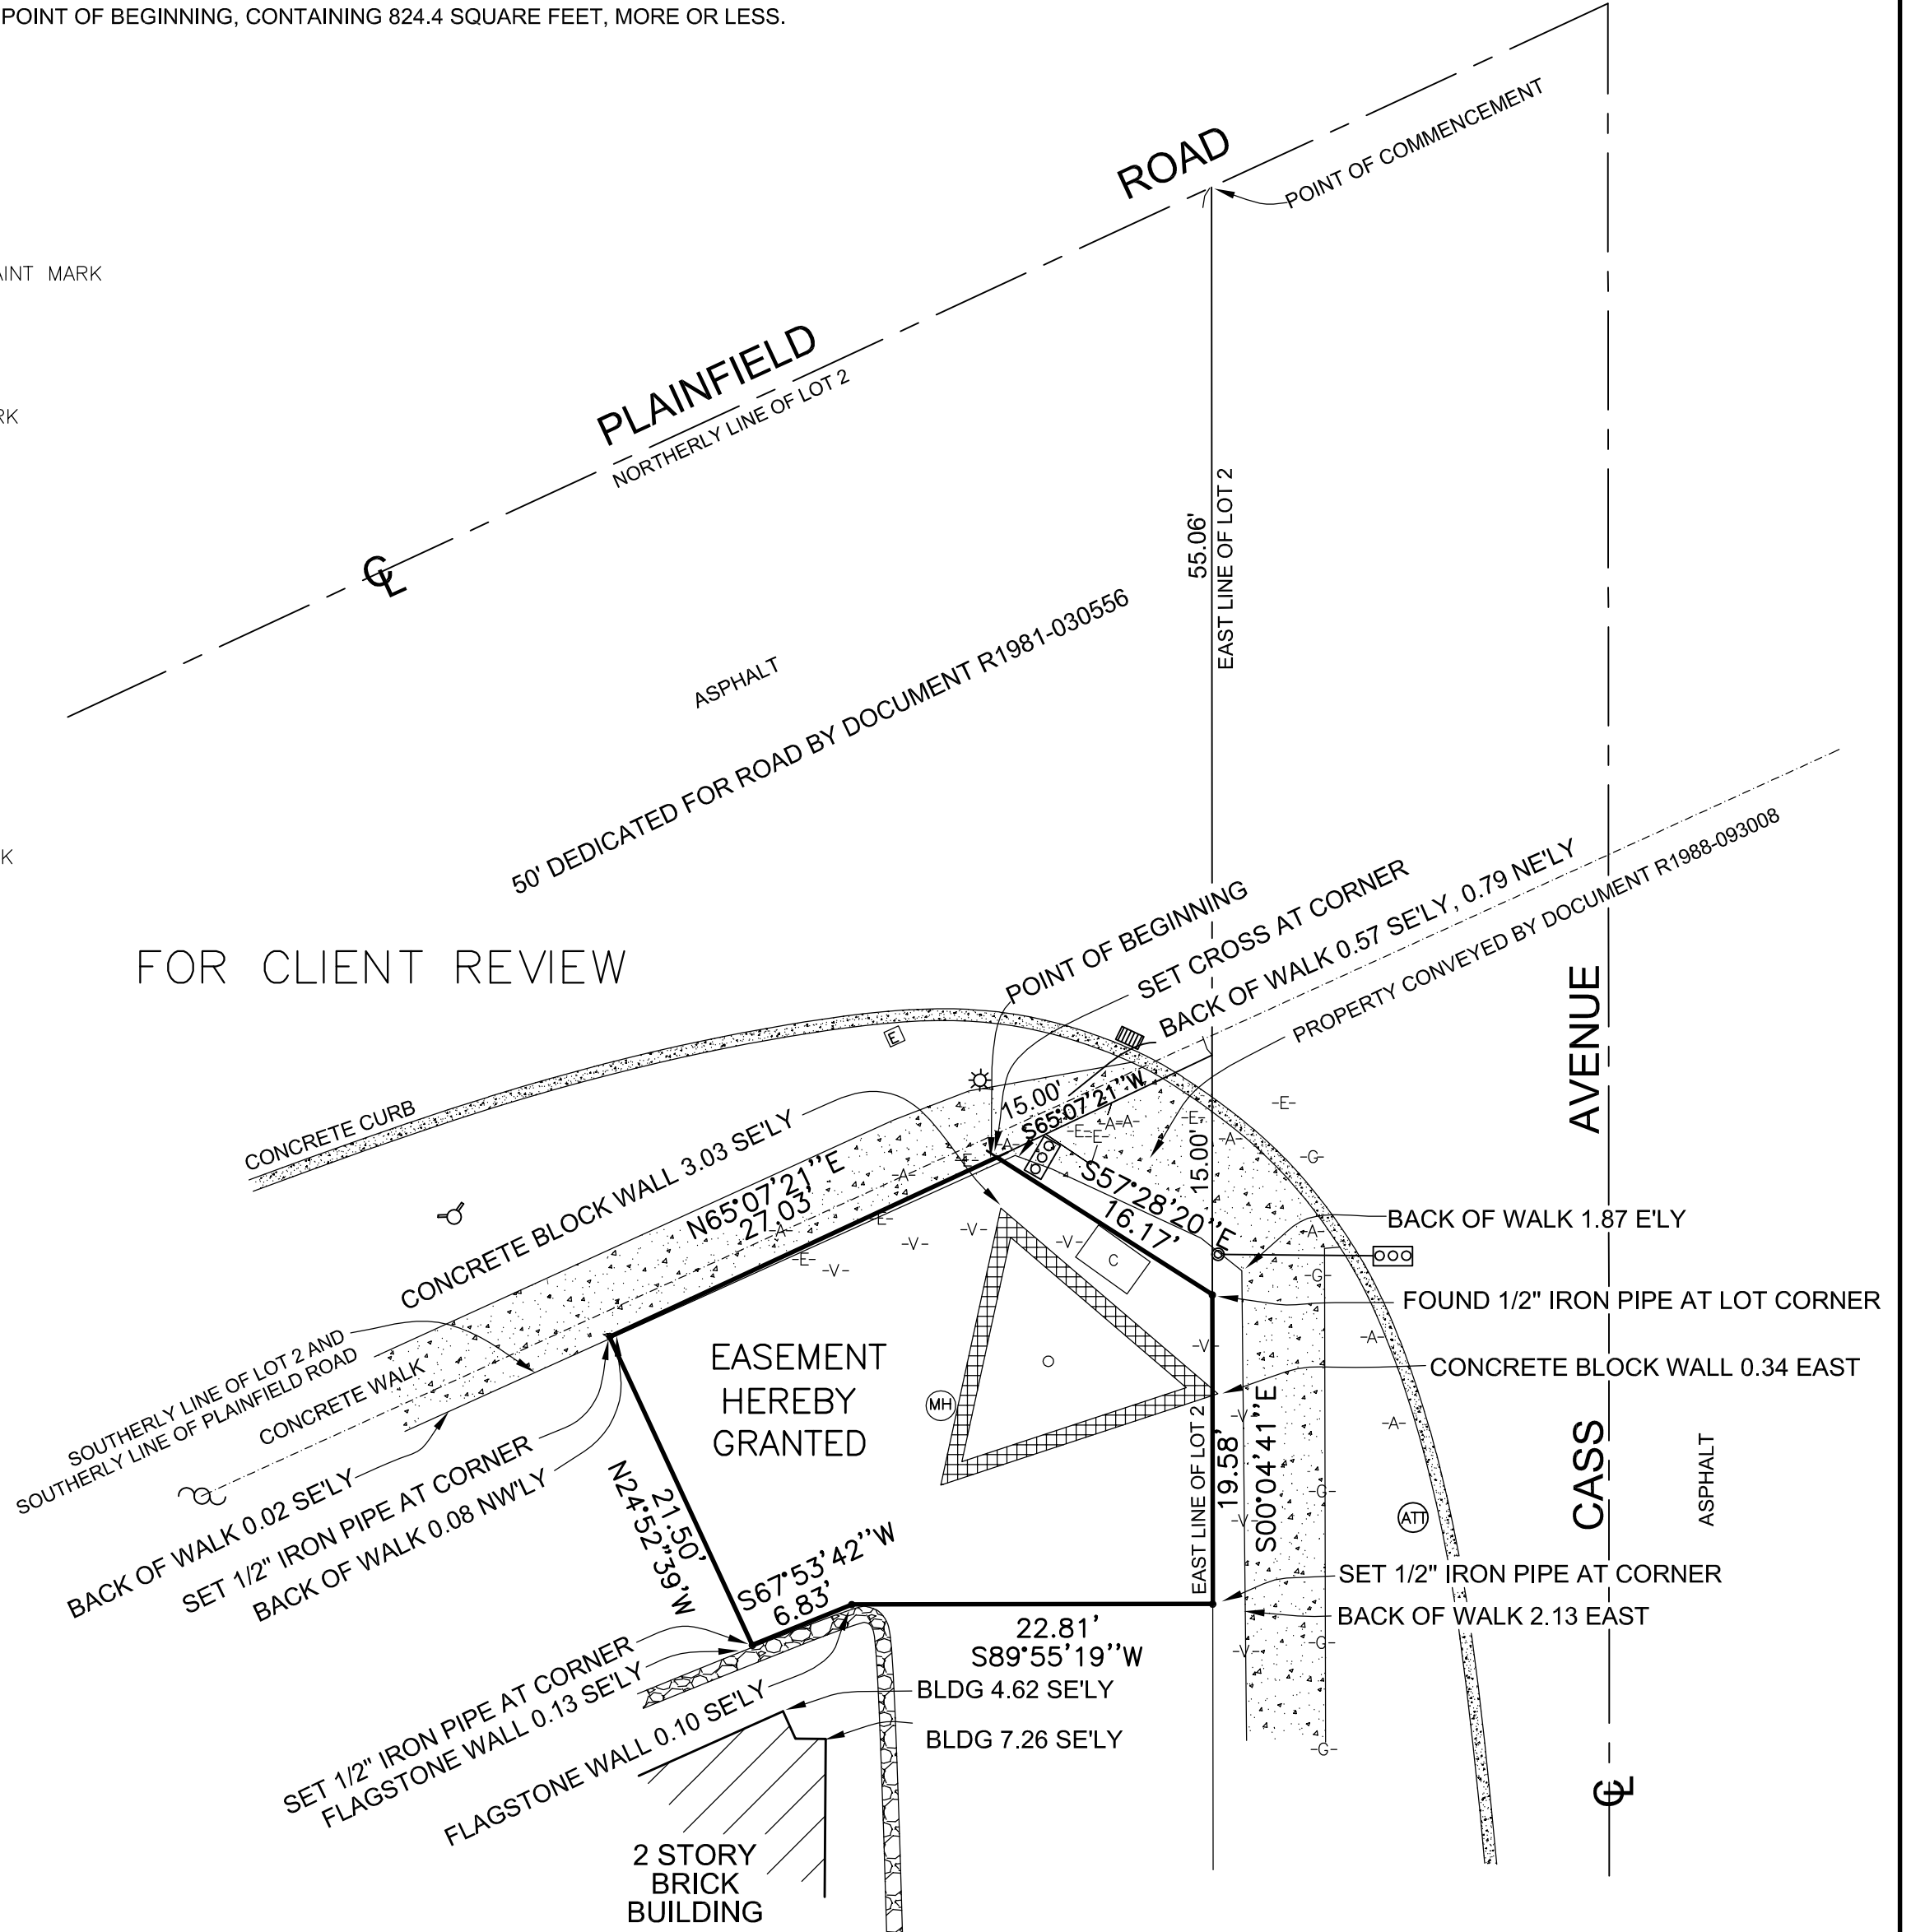 POINT OF BEGINNING, CONTAINING 824.4 SQUARE FEET, MORE OR LESS.
ROAD
POINT OF COMMENCEMENT
AINT MARK
PLAINFIELD
NORTHERLY LINE OF LOT 2
RK
55.06'
EAST LINE OF LOT 2
CL
ASPHALT
50' DEDICATED FOR ROAD BY DOCUMENT R1981-030556
K
FOR CLIENT REVIEW
POINT OF BEGINNING
SET CROSS AT CORNER
BACK OF WALK 0.57 SE'LY, 0.79 NE'LY
PROPERTY CONVEYED BY DOCUMENT R1988-093008
AVENUE
E
CONCRETE CURB
15.00'
S65°07'21"W
15.00'
CONCRETE BLOCK WALL 3.03 SE'LY
N65°07'21"E
27.03'
S57°28'20"E
16.17'
C
BACK OF WALK 1.87 E'LY
FOUND 1/2" IRON PIPE AT LOT CORNER
CONCRETE BLOCK WALL 0.34 EAST
SOUTHERLY LINE OF LOT 2 AND
SOUTHERLY LINE OF PLAINFIELD ROAD
CONCRETE WALK
EASEMENT
HEREBY
GRANTED
MH
EAST LINE OF LOT 2
19.58'
S00°04'41"E
CASS
ASPHALT
ATT
BACK OF WALK 0.02 SE'LY
SET 1/2" IRON PIPE AT CORNER
BACK OF WALK 0.08 NW'LY
21.50'
N24°52"39'W
S67°53'42"W
6.83'
22.81'
S89°55'19"W
SET 1/2" IRON PIPE AT CORNER
BACK OF WALK 2.13 EAST
SET 1/2" IRON PIPE AT CORNER
FLAGSTONE WALL 0.13 SE'LY
FLAGSTONE WALL 0.10 SE'LY
BLDG 4.62 SE'LY
BLDG 7.26 SE'LY
CL
2 STORY
BRICK
BUILDING